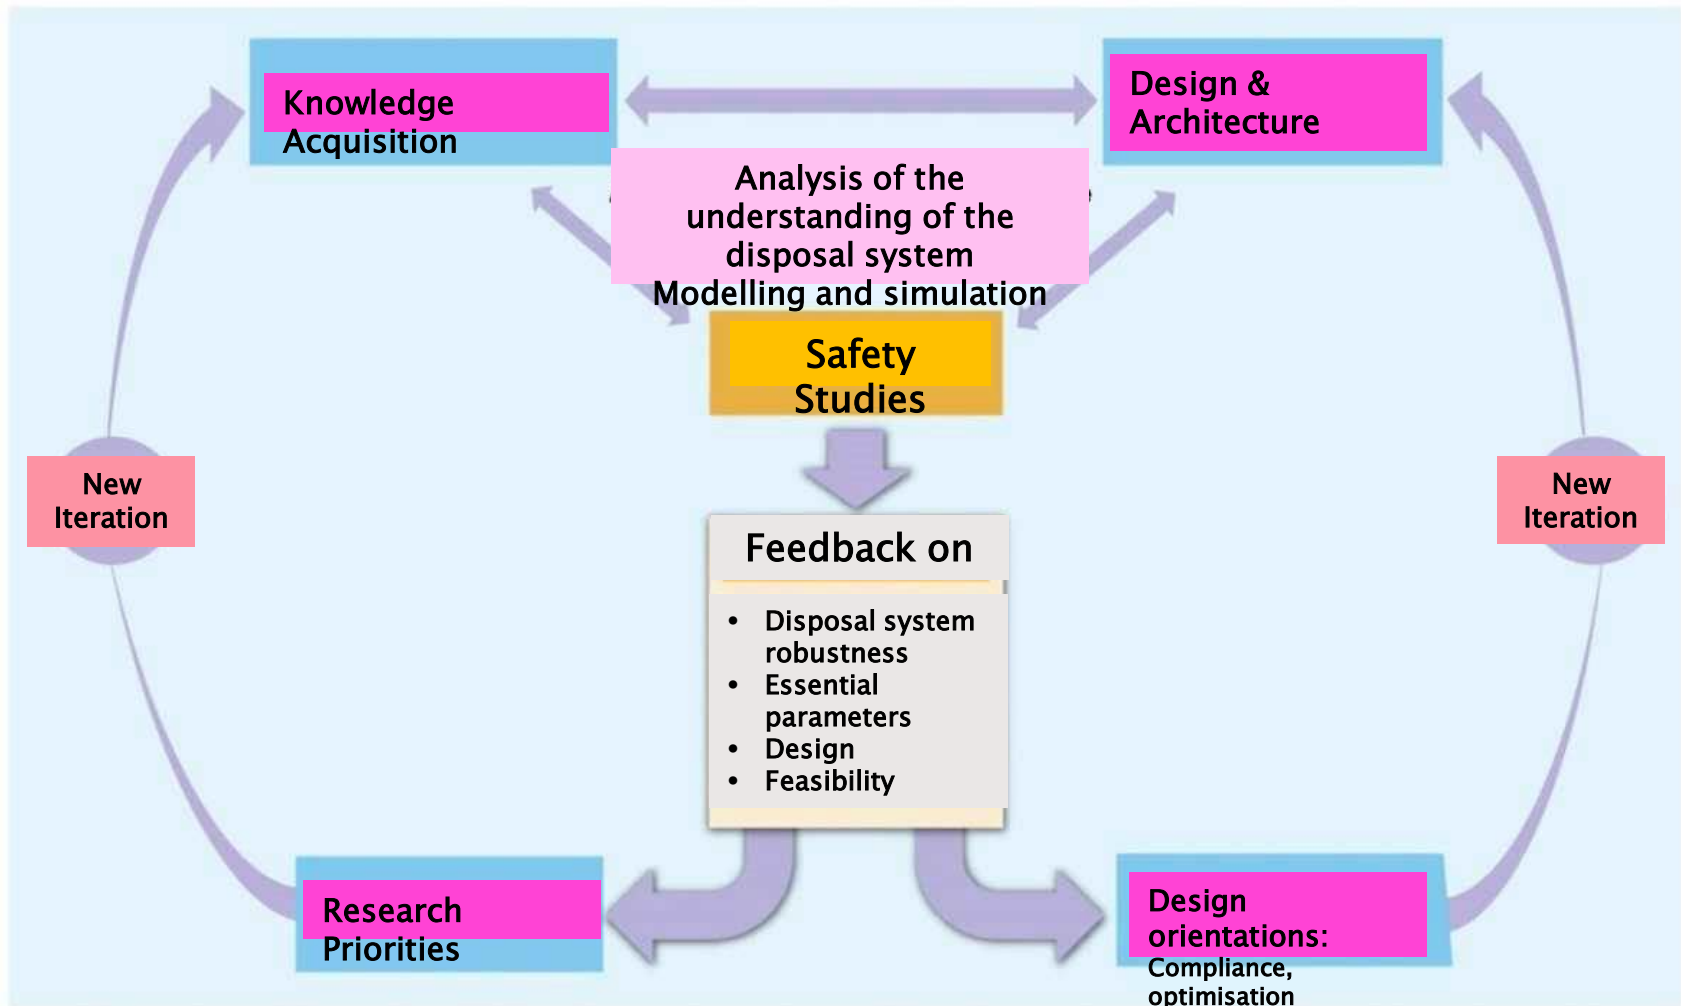 Knowledge
Acquisition
Design &
Architecture
Analysis of the
understanding of the
disposal system
Modelling and simulation
Safety
Studies
New
Iteration
New
Iteration
Feedback on
• Disposal system
robustness
• Essential
parameters
• Design
• Feasibility
Research
Priorities
Design
orientations:
Compliance,
optimisation